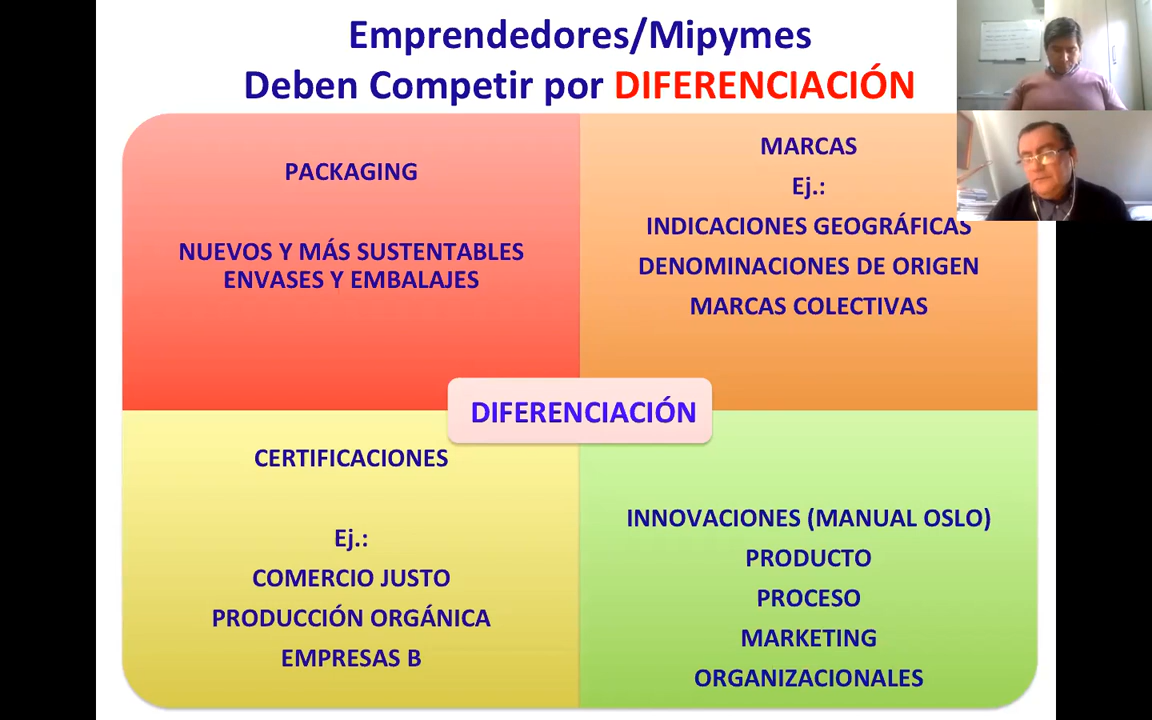 Emprendedores/Mipymes
Deben Competir por DIFERENCIACIÓN
PACKAGING
NUEVOS Y MÁS SUSTENTABLES
ENVASES Y EMBALAJES
MARCAS
Ej.:
INDICACIONES GEOGRÁFICAS
DENOMINACIONES DE ORIGEN
MARCAS COLECTIVAS
DIFERENCIACIÓN
CERTIFICACIONES
Ej.:
COMERCIO JUSTO
PRODUCCIÓN ORGÁNICA
EMPRESAS B
INNOVACIONES (MANUAL OSLO)
PRODUCTO
PROCESO
MARKETING
ORGANIZACIONALES